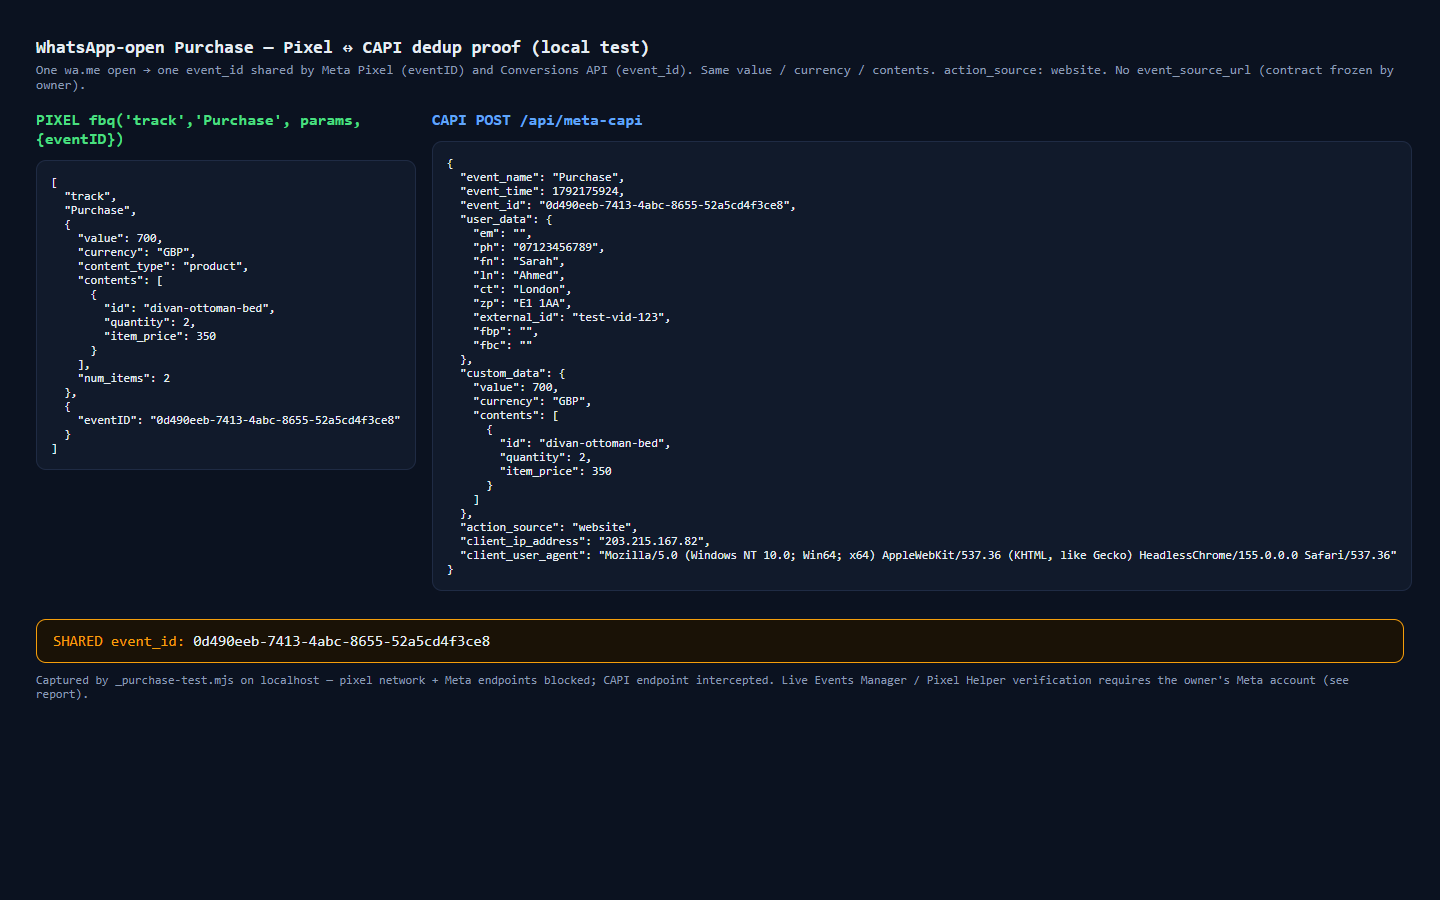 WhatsApp-open Purchase — Pixel ↔ CAPI dedup proof (local test)
One wa.me open → one event_id shared by Meta Pixel (eventID) and Conversions API (event_id). Same value / currency / contents. action_source: website. No event_source_url (contract frozen by
owner).
PIXEL fbq('track','Purchase', params,
{eventID})
[
  "track",
  "Purchase",
  {
    "value": 700,
    "currency": "GBP",
    "content_type": "product",
    "contents": [
      {
        "id": "divan-ottoman-bed",
        "quantity": 2,
        "item_price": 350
      }
    ],
    "num_items": 2
  },
  {
    "eventID": "0d490eeb-7413-4abc-8655-52a5cd4f3ce8"
  }
]
CAPI POST /api/meta-capi
{
  "event_name": "Purchase",
  "event_time": 1792175924,
  "event_id": "0d490eeb-7413-4abc-8655-52a5cd4f3ce8",
  "user_data": {
    "em": "",
    "ph": "07123456789",
    "fn": "Sarah",
    "ln": "Ahmed",
    "ct": "London",
    "zp": "E1 1AA",
    "external_id": "test-vid-123",
    "fbp": "",
    "fbc": ""
  },
  "custom_data": {
    "value": 700,
    "currency": "GBP",
    "contents": [
      {
        "id": "divan-ottoman-bed",
        "quantity": 2,
        "item_price": 350
      }
    ]
  },
  "action_source": "website",
  "client_ip_address": "203.215.167.82",
  "client_user_agent": "Mozilla/5.0 (Windows NT 10.0; Win64; x64) AppleWebKit/537.36 (KHTML, like Gecko) HeadlessChrome/155.0.0.0 Safari/537.36"
}
SHARED event_id: 0d490eeb-7413-4abc-8655-52a5cd4f3ce8
Captured by _purchase-test.mjs on localhost — pixel network + Meta endpoints blocked; CAPI endpoint intercepted. Live Events Manager / Pixel Helper verification requires the owner's Meta account (see
report).